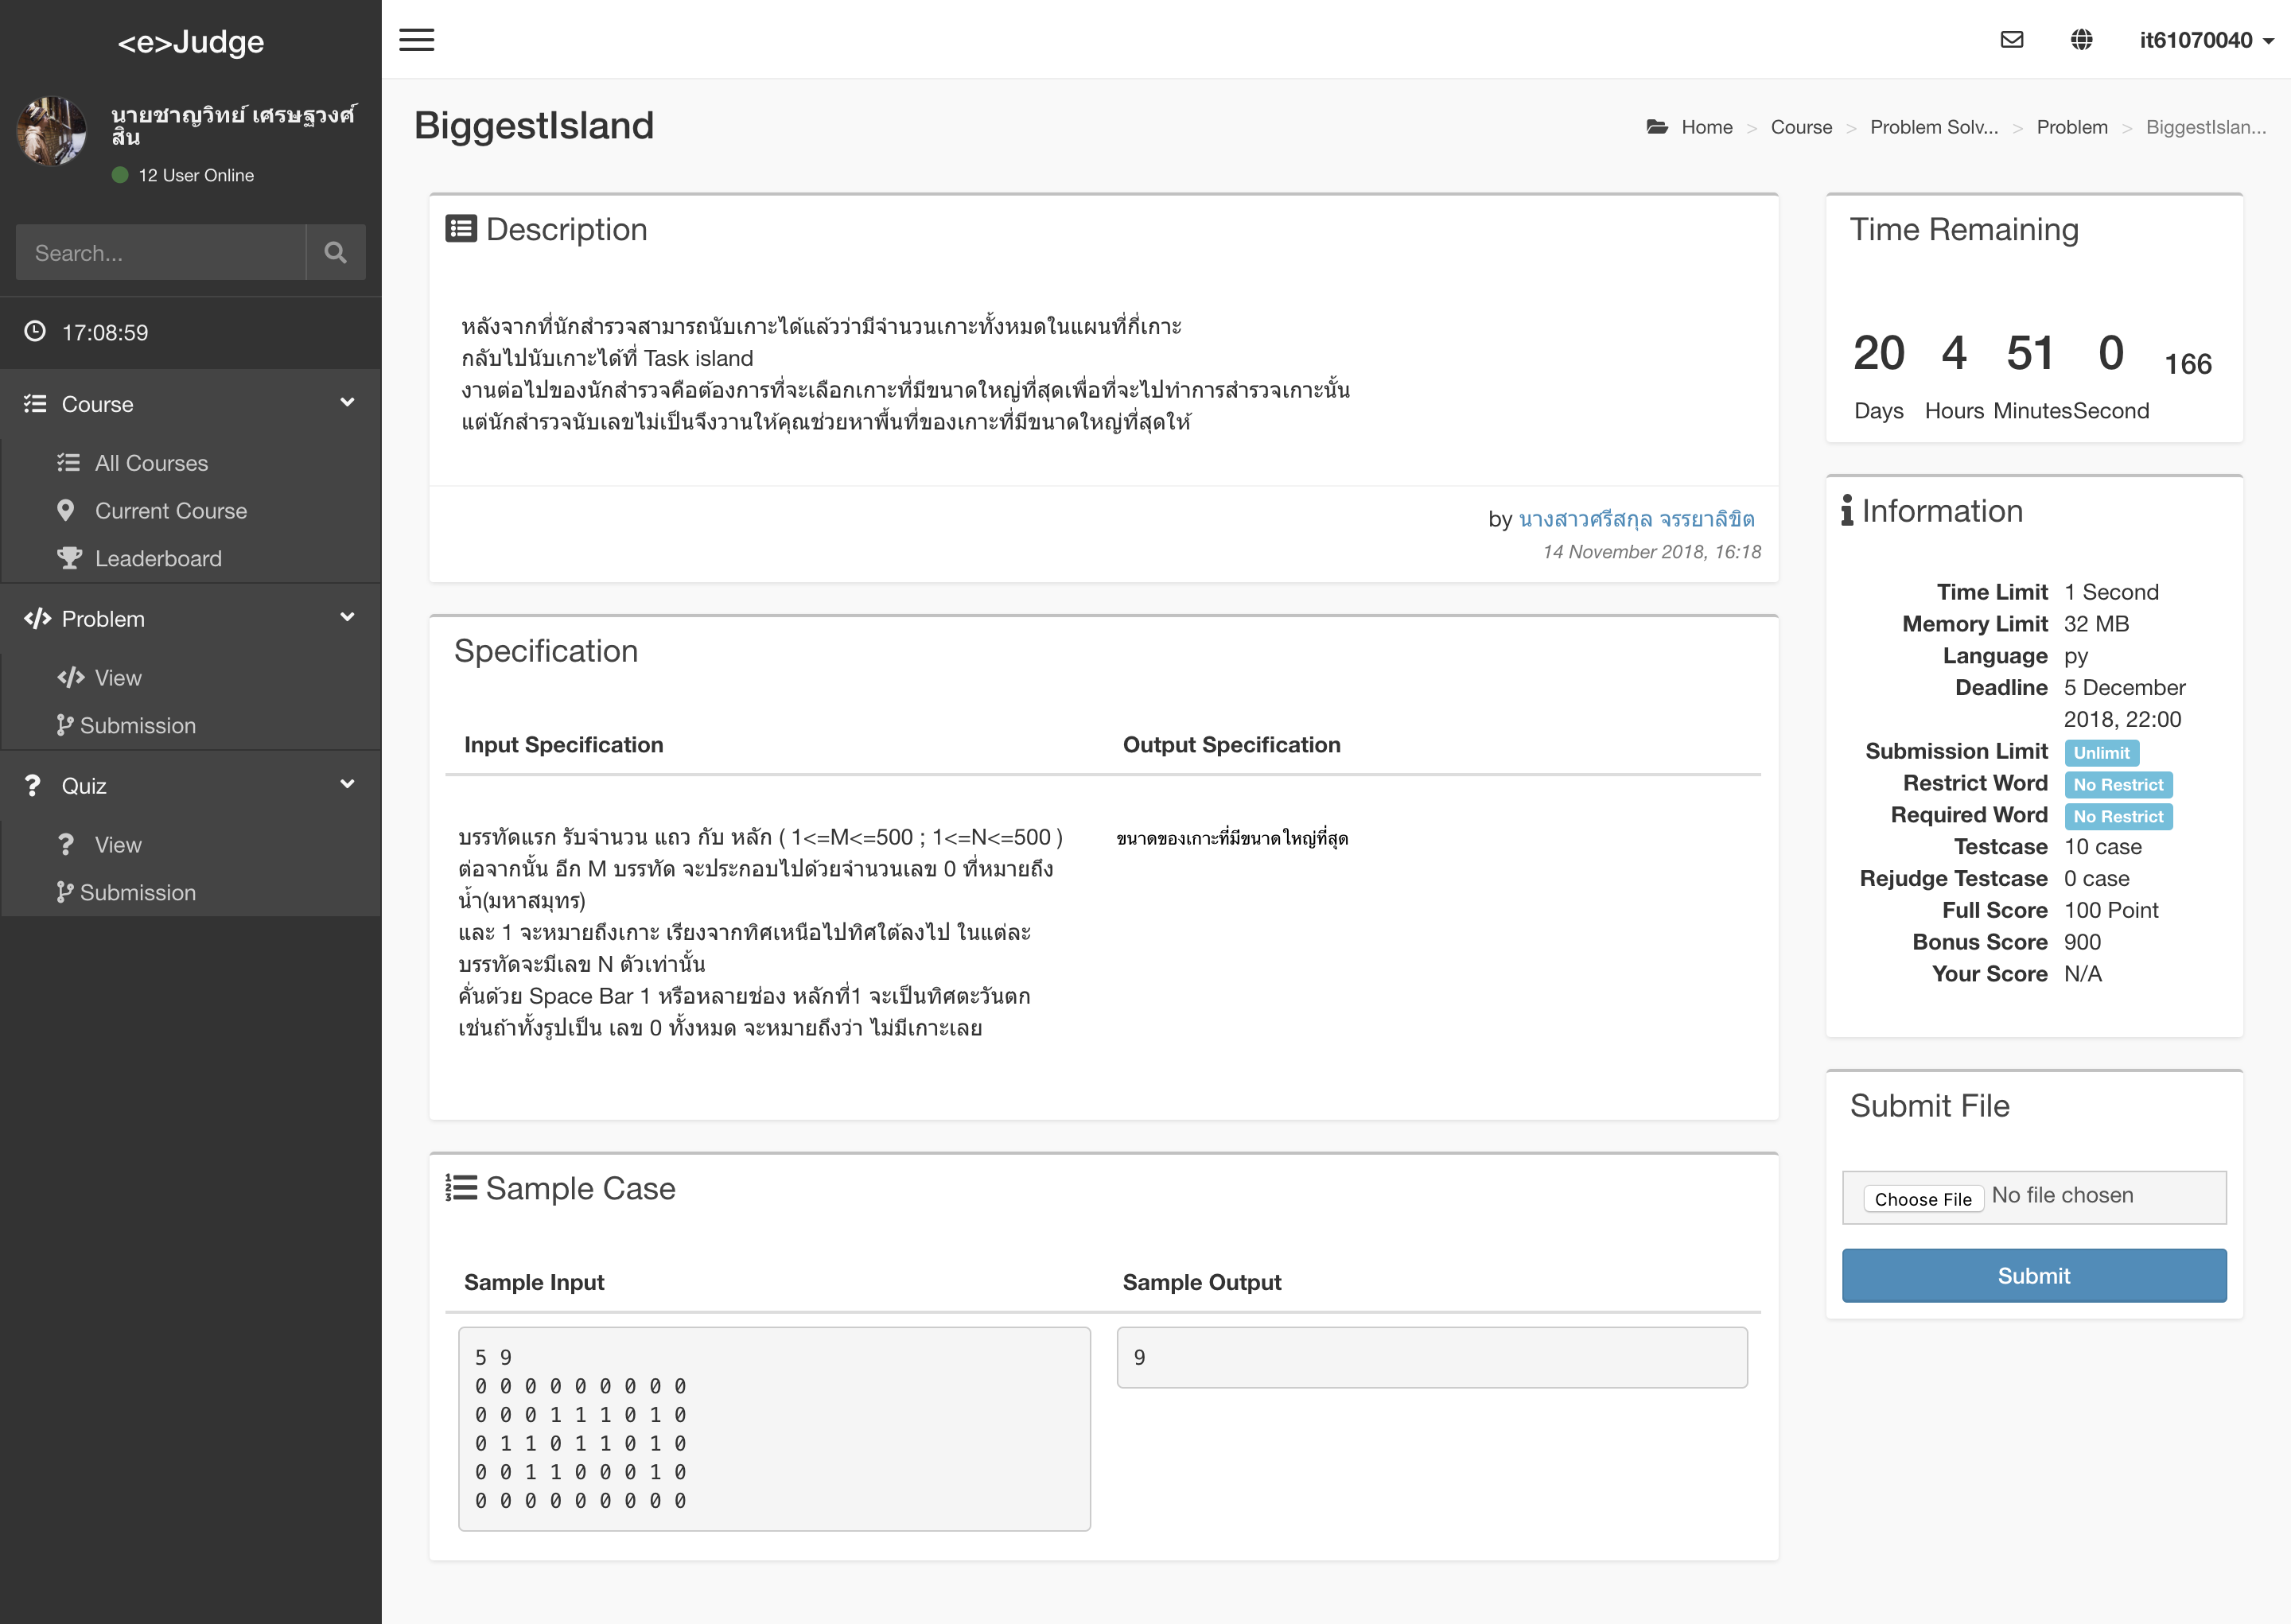 <e>Judge
นายชาญวิทย์ เศรษฐวงศ์
สิน
12 User Online
Search...
17:08:59
Course
All Courses
Current Course
Leaderboard
Problem
View
Submission
Quiz
View
Submission
it61070040
BiggestIsland
Home > Course > Problem Solv... > Problem > BiggestIslan...
Description
หลังจากที่นักสำรวจสามารถนับเกาะได้แล้วว่ามีจำนวนเกาะทั้งหมดในแผนที่กี่เกาะ
กลับไปนับเกาะได้ที่ Task island
งานต่อไปของนักสำรวจคือต้องการที่จะเลือกเกาะที่มีขนาดใหญ่ที่สุดเพื่อที่จะไปทำการสำรวจเกาะนั้น
แต่นักสำรวจนับเลขไม่เป็นจึงวานให้คุณช่วยหาพื้นที่ของเกาะที่มีขนาดใหญ่ที่สุดให้
by นางสาวศรีสกุล จรรยาลิขิต
14 November 2018, 16:18
Specification
Input Specification
Output Specification
บรรทัดแรก รับจำนวน แถว กับ หลัก ( 1<=M<=500 ; 1<=N<=500 )
ต่อจากนั้น อีก M บรรทัด จะประกอบไปด้วยจำนวนเลข 0 ที่หมายถึง
น้ำ(มหาสมุทร)
และ 1 จะหมายถึงเกาะ เรียงจากทิศเหนือไปทิศใต้ลงไป ในแต่ละ
บรรทัดจะมีเลข N ตัวเท่านั้น
คั่นด้วย Space Bar 1 หรือหลายช่อง หลักที่1 จะเป็นทิศตะวันตก
เช่นถ้าทั้งรูปเป็น เลข 0 ทั้งหมด จะหมายถึงว่า ไม่มีเกาะเลย
ขนาดของเกาะที่มีขนาดใหญ่ที่สุด
Sample Case
Sample Input
Sample Output
5 9
0 0 0 0 0 0 0 0 0
0 0 0 1 1 1 0 1 0
0 1 1 0 1 1 0 1 0
0 0 1 1 0 0 0 1 0
0 0 0 0 0 0 0 0 0
9
Time Remaining
20 4 51 0 166
Days Hours Minutes Second
Information
Time Limit 1 Second
Memory Limit 32 MB
Language py
Deadline 5 December
2018, 22:00
Submission Limit Unlimit
Restrict Word No Restrict
Required Word No Restrict
Testcase 10 case
Rejudge Testcase 0 case
Full Score 100 Point
Bonus Score 900
Your Score N/A
Submit File
Choose File No file chosen
Submit